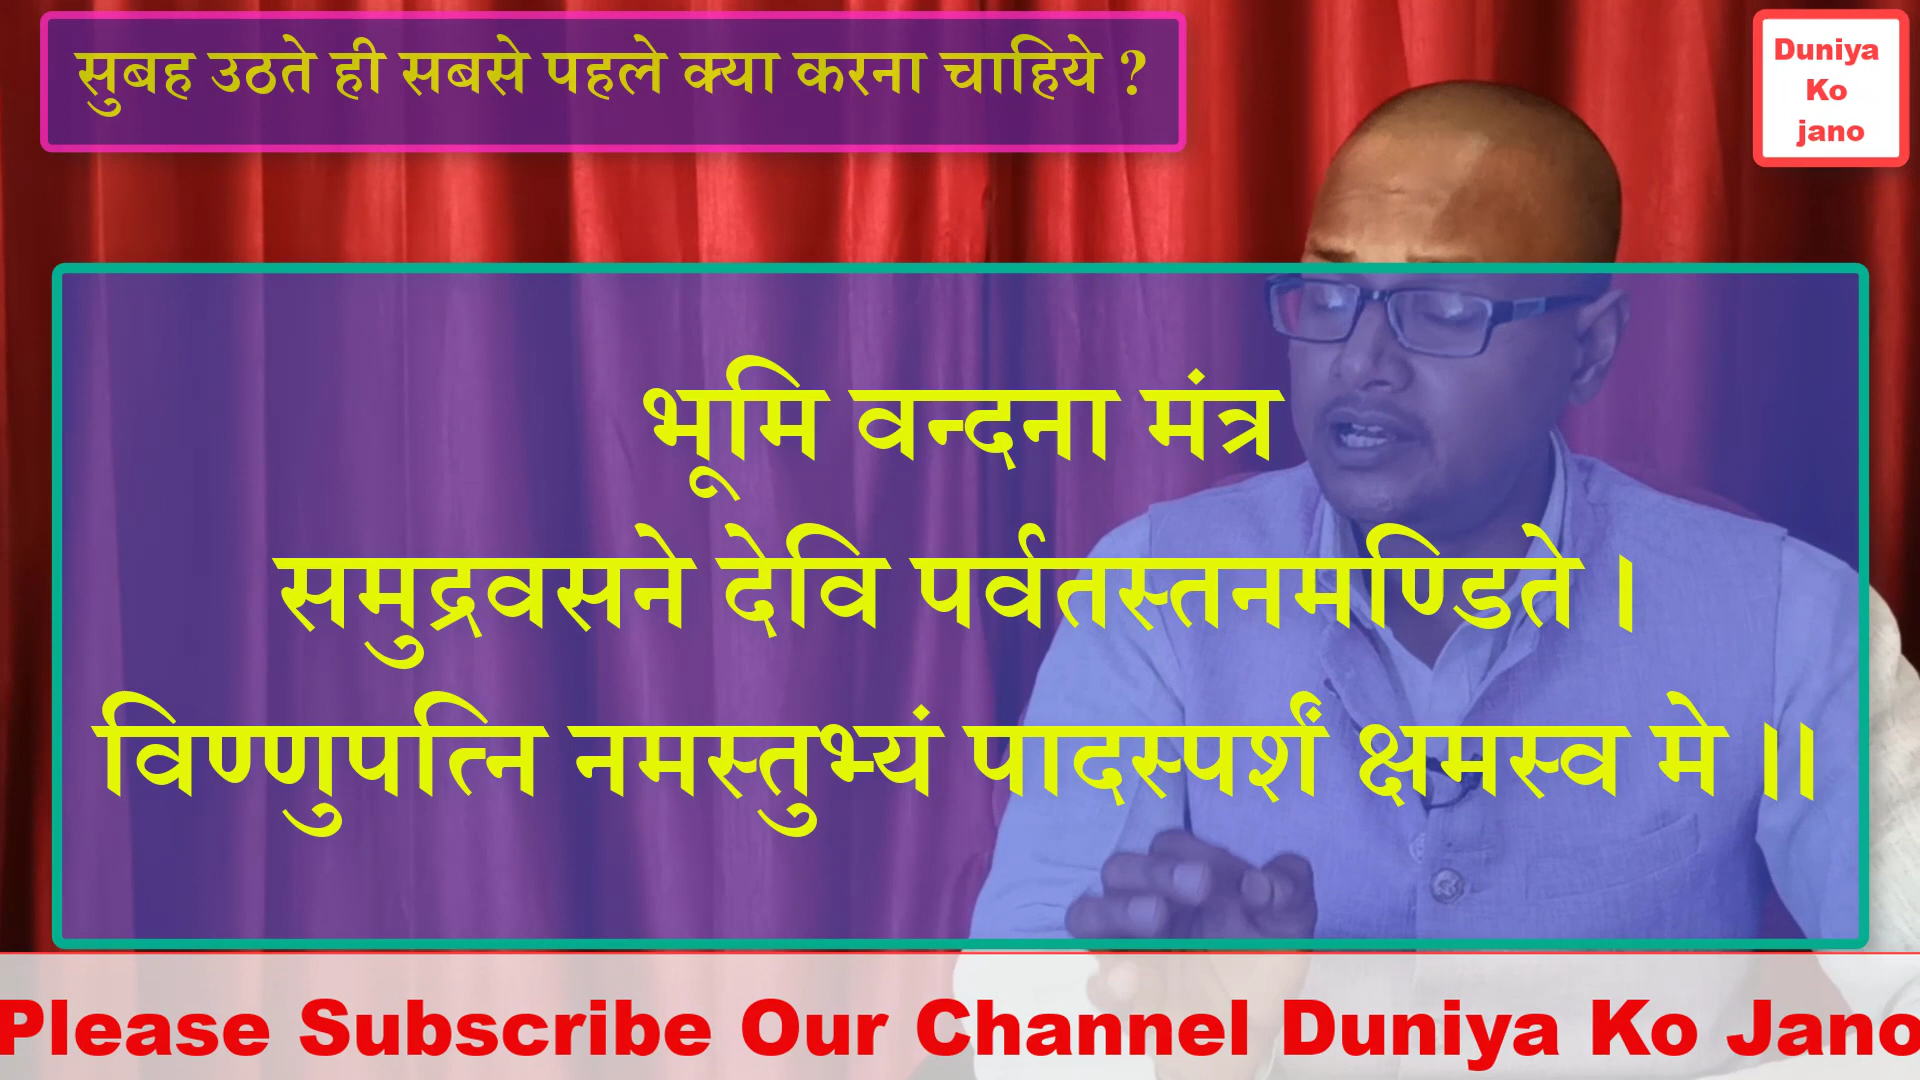 सुबह उठते ही सबसे पहले क्या करना चाहिये ?
Duniya
Ko
jano
भूमि वन्दना मंत्र
समुद्रवसने देवि पर्वतस्तनमण्डिते ।
विण्णुपत्नि नमस्तुभ्यं पादस्पर्शं क्षमस्व मे ।।
Please Subscribe Our Channel Duniya Ko Jano